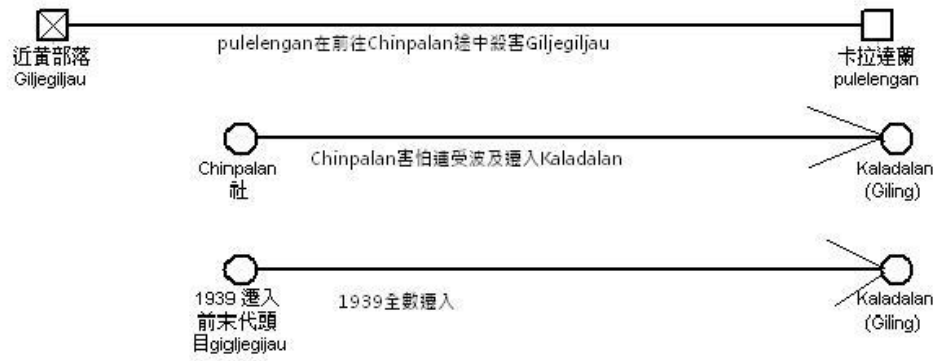 pulelengan在前往Chinpalan途中殺害Giljegiljau
近黃部落
Giljegiljau
卡拉達蘭
pulelengan
Chinpalan害怕遭受波及遷入Kaladalan
Chinpalan
社
Kaladalan
(Giling)
1939全數遷入
1939 遷入
前末代頭
目gigljegijau
Kaladalan
(Giling)